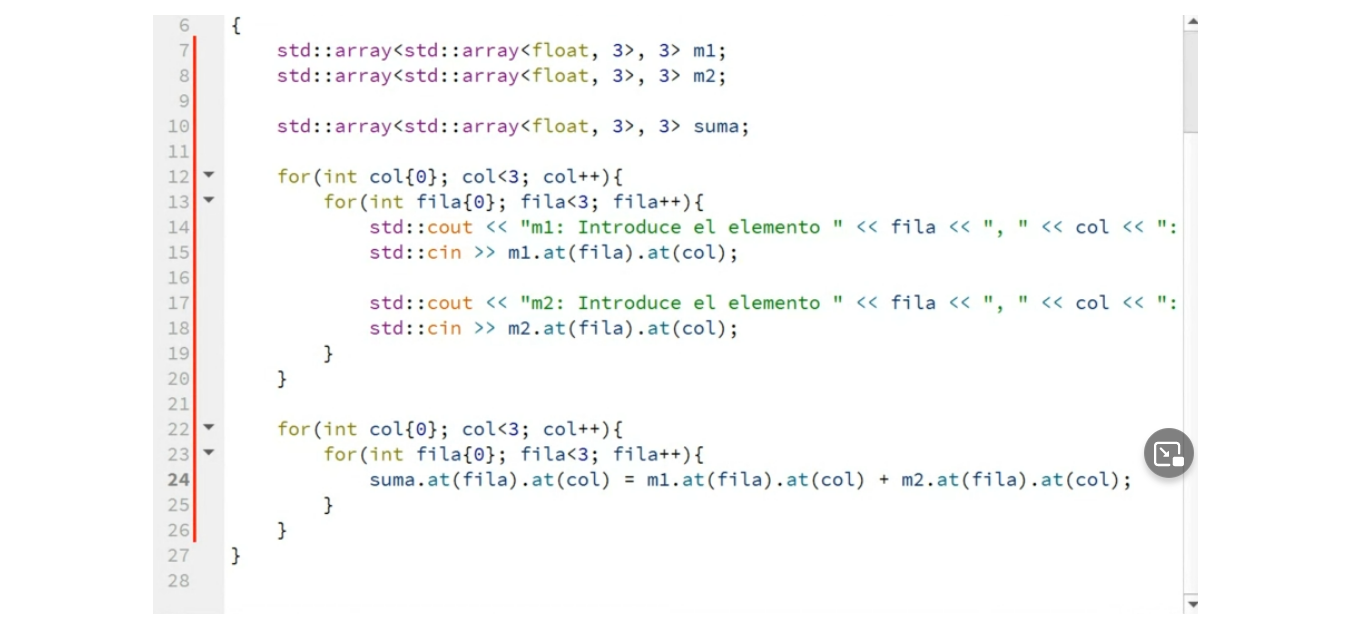 6 {
7 std::array<std::array<float, 3>, 3> m1;
8 std::array<std::array<float, 3>, 3> m2;
9
10 std::array<std::array<float, 3>, 3> suma;
11
12 for(int col{0}; col<3; col++){
13 for(int fila{0}; fila<3; fila++){
14 std::cout << "m1: Introduce el elemento " << fila << ", " << col << ":
15 std::cin >> m1.at(fila).at(col);
16
17 std::cout << "m2: Introduce el elemento " << fila << ", " << col << ":
18 std::cin >> m2.at(fila).at(col);
19 }
20 }
21
22 for(int col{0}; col<3; col++){
23 for(int fila{0}; fila<3; fila++){
24 suma.at(fila).at(col) = m1.at(fila).at(col) + m2.at(fila).at(col);
25 }
26 }
27 }
28